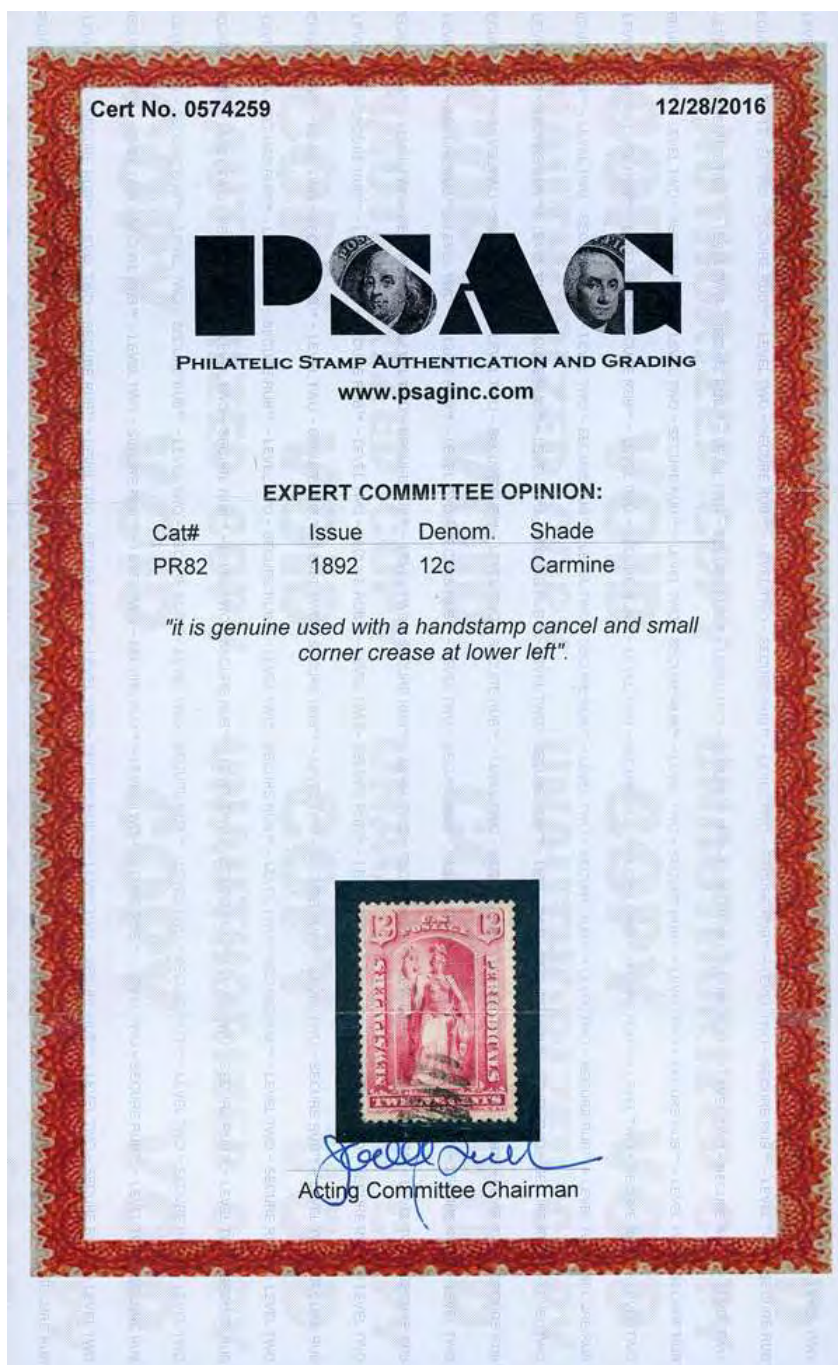 Cert No. 0574259
12/28/2016
PSAG
PHILATELIC STAMP AUTHENTICATION AND GRADING
www.psaginc.com
EXPERT COMMITTEE OPINION:
Cat# Issue Denom. Shade
PR82 1892 12c Carmine
"it is genuine used with a handstamp cancel and small
corner crease at lower left".
12 U.S. 12
POSTAGE
NEWSPAPERS
PERIODICALS
TWELVE CENTS
Acting Committee Chairman